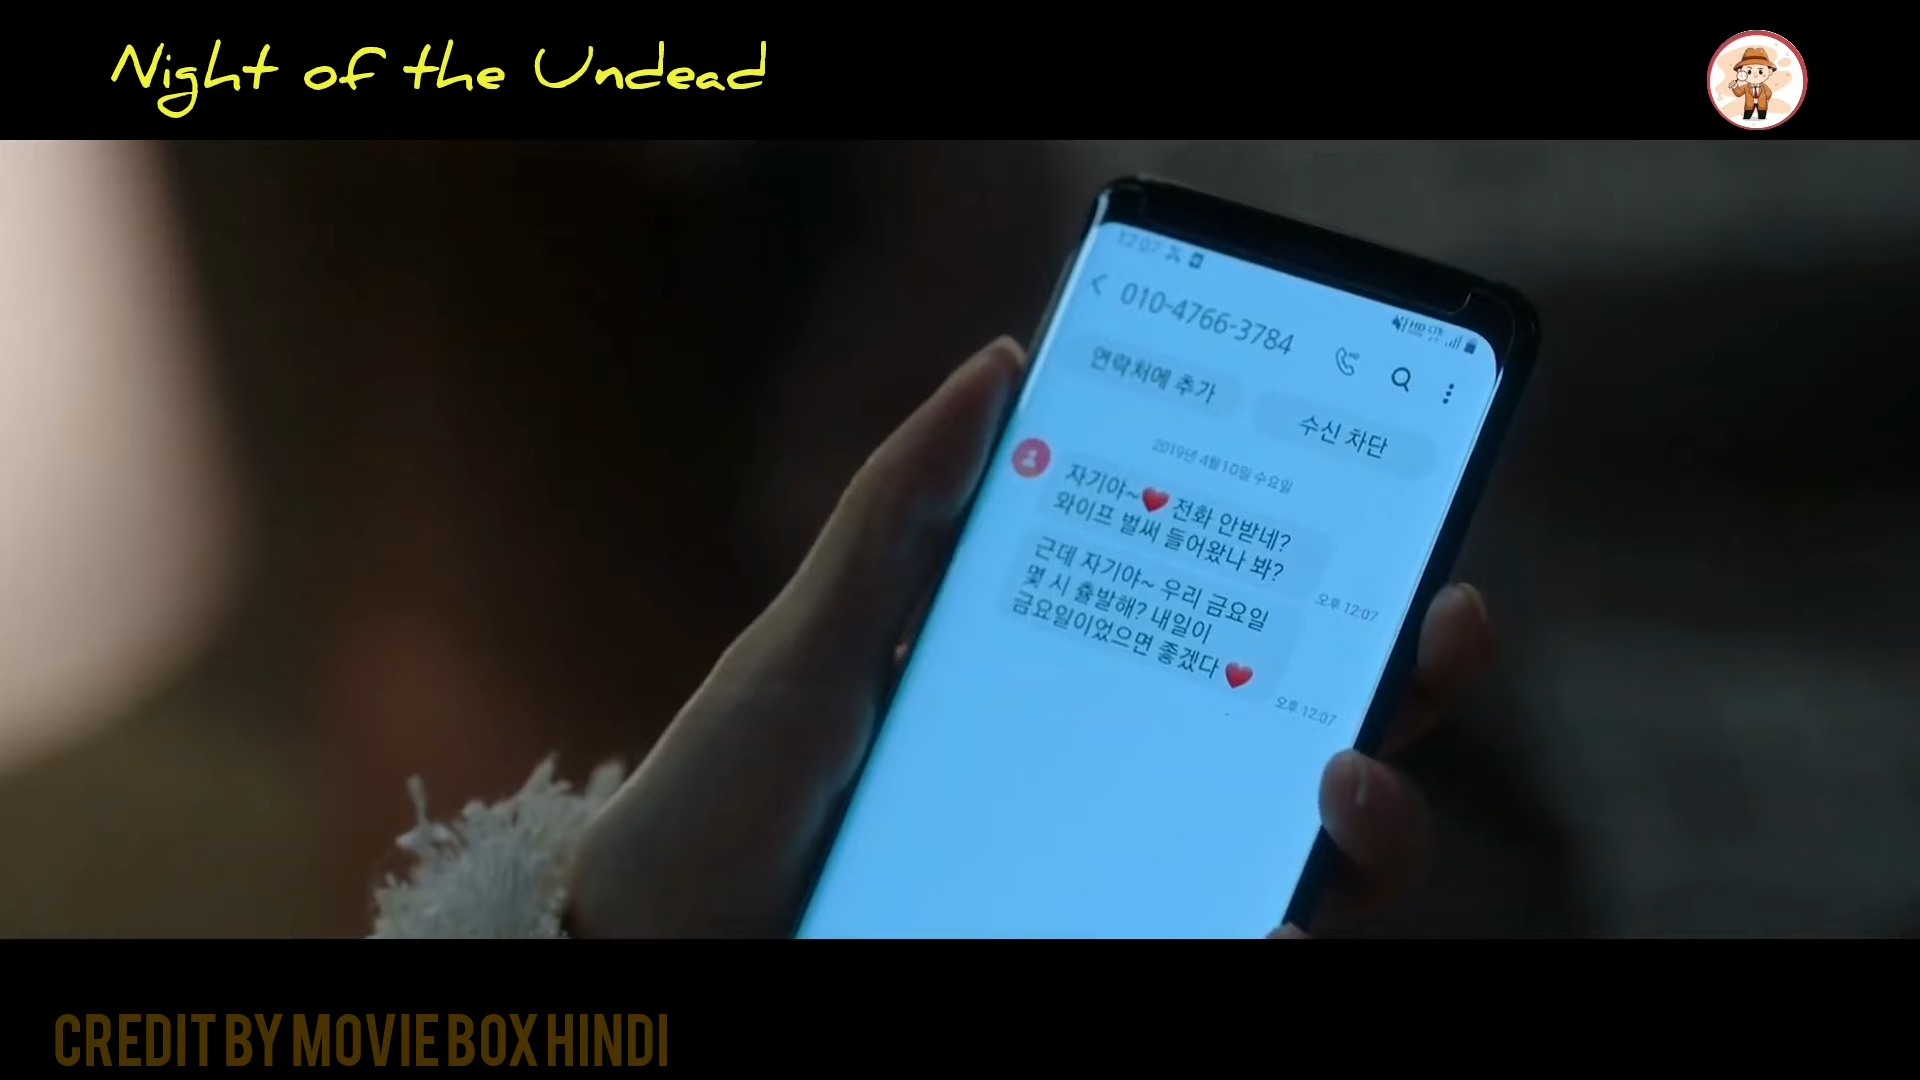 Night of the Undead
12:07
010-4766-3784
연락처에 추가
수신 차단
2019년 4월 10일 수요일
자기야~❤ 전화 안받네?
와이프 벌써 들어왔나 봐?
오후 12:07
근데 자기야~ 우리 금요일
몇 시 츌발해? 내일이
금요일이었으면 좋겠다 ❤
오후 12:07
CREDIT BY MOVIE BOX HINDI